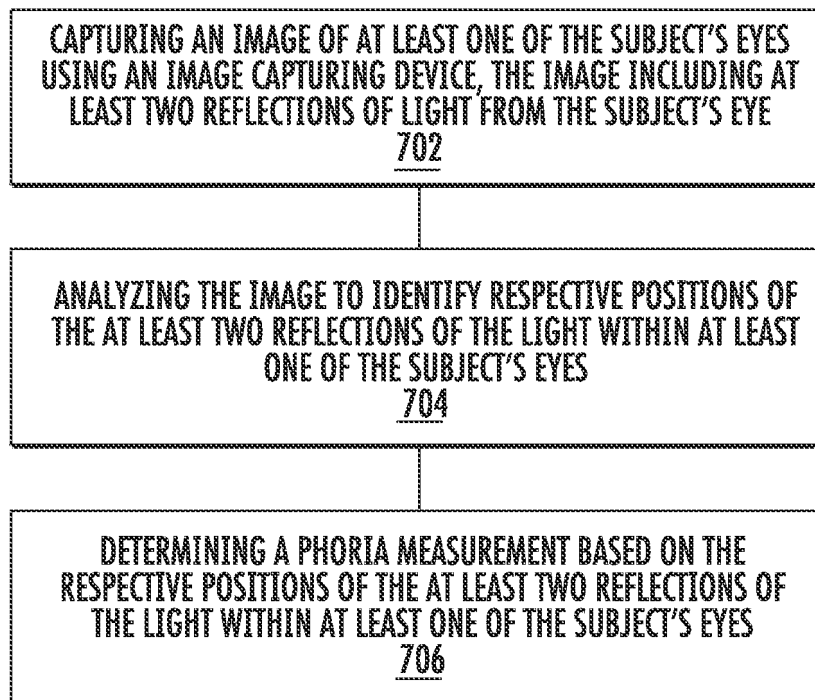 CAPTURING AN IMAGE OF AT LEAST ONE OF THE SUBJECT'S EYES
USING AN IMAGE CAPTURING DEVICE, THE IMAGE INCLUDING AT
LEAST TWO REFLECTIONS OF LIGHT FROM THE SUBJECT'S EYE
702
ANALYZING THE IMAGE TO IDENTIFY RESPECTIVE POSITIONS OF
THE AT LEAST TWO REFLECTIONS OF THE LIGHT WITHIN AT LEAST
ONE OF THE SUBJECT'S EYES
704
DETERMINING A PHORIA MEASUREMENT BASED ON THE
RESPECTIVE POSITIONS OF THE AT LEAST TWO REFLECTIONS OF
THE LIGHT WITHIN AT LEAST ONE OF THE SUBJECT'S EYES
706